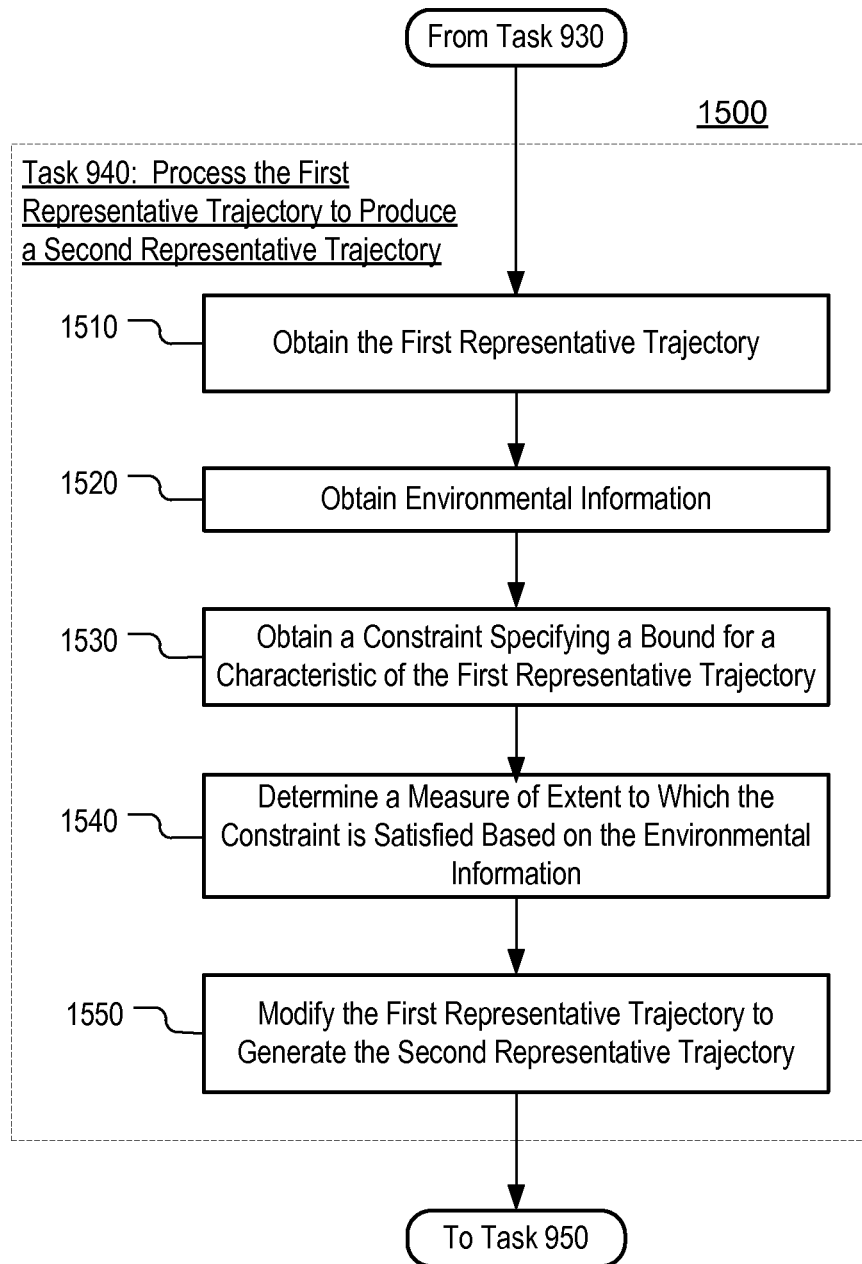 From Task 930
1500
Task 940: Process the First
Representative Trajectory to Produce
a Second Representative Trajectory
1510
Obtain the First Representative Trajectory
1520
Obtain Environmental Information
1530
Obtain a Constraint Specifying a Bound for a
Characteristic of the First Representative Trajectory
1540
Determine a Measure of Extent to Which the
Constraint is Satisfied Based on the Environmental
Information
1550
Modify the First Representative Trajectory to
Generate the Second Representative Trajectory
To Task 950